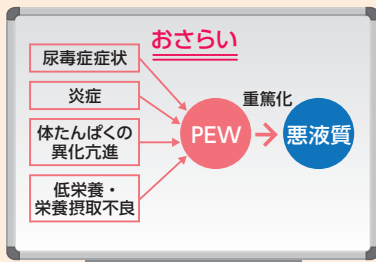 おさらい
尿毒症症状
炎症
体たんぱくの
異化亢進
低栄養・
栄養摂取不良
PEW
重篤化
悪液質